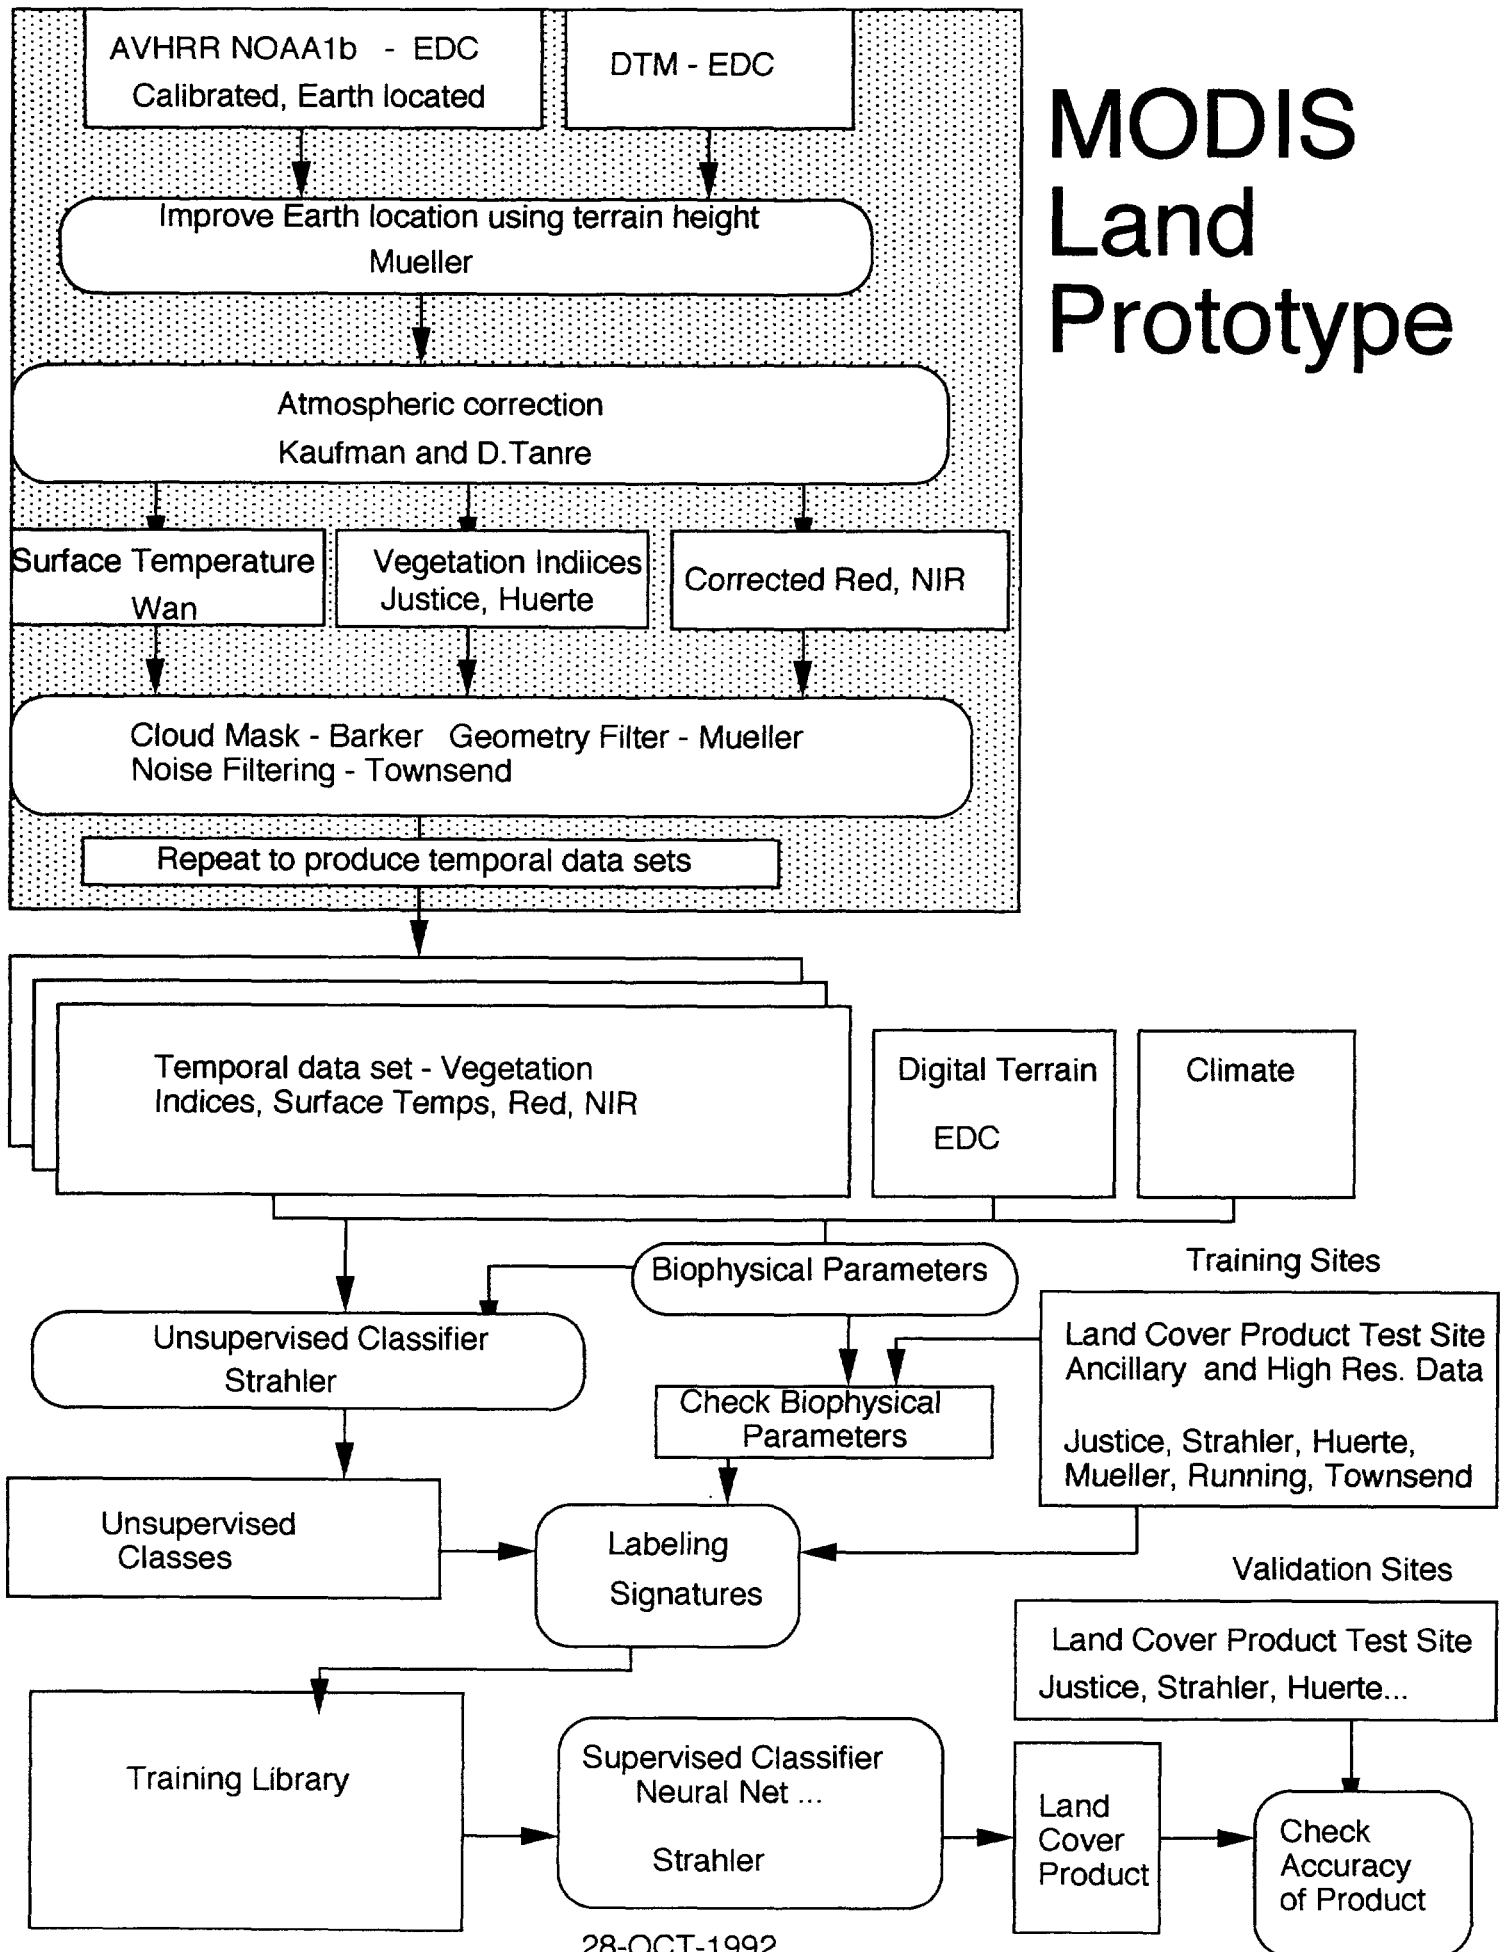 AVHRR NOAA1b - EDC
Calibrated, Earth located
DTM - EDC
MODIS
Land
Prototype
Improve Earth location using terrain height
Mueller
Atmospheric correction
Kaufman and D.Tanre
Surface Temperature
Wan
Vegetation Indiices
Justice, Huerte
Corrected Red, NIR
Cloud Mask - Barker Geometry Filter - Mueller
Noise Filtering - Townsend
Repeat to produce temporal data sets
Temporal data set - Vegetation
Indices, Surface Temps, Red, NIR
Digital Terrain
EDC
Climate
Biophysical Parameters
Training Sites
Unsupervised Classifier
Strahler
Land Cover Product Test Site
Ancillary and High Res. Data
Justice, Strahler, Huerte,
Mueller, Running, Townsend
Check Biophysical
Parameters
Unsupervised
Classes
Labeling
Signatures
Validation Sites
Land Cover Product Test Site
Justice, Strahler, Huerte...
Training Library
Supervised Classifier
Neural Net ...
Strahler
Land
Cover
Product
Check
Accuracy
of Product
28-OCT-1992